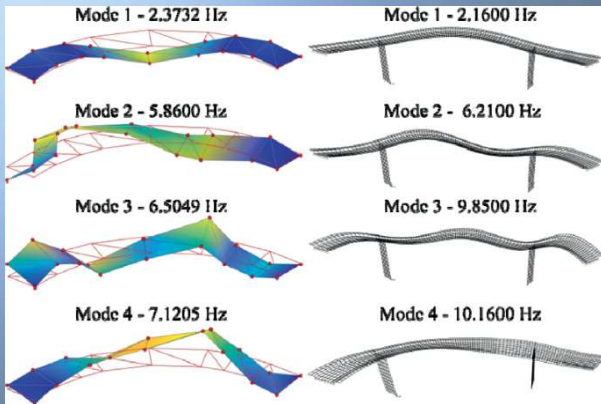 Mode 1 - 2.3732 Hz
Mode 1 - 2.1600 Hz
Mode 2 - 5.8600 Hz
Mode 2 - 6.2100 Hz
Mode 3 - 6.5049 Hz
Mode 3 - 9.8500 Hz
Mode 4 - 7.1205 Hz
Mode 4 - 10.1600 Hz